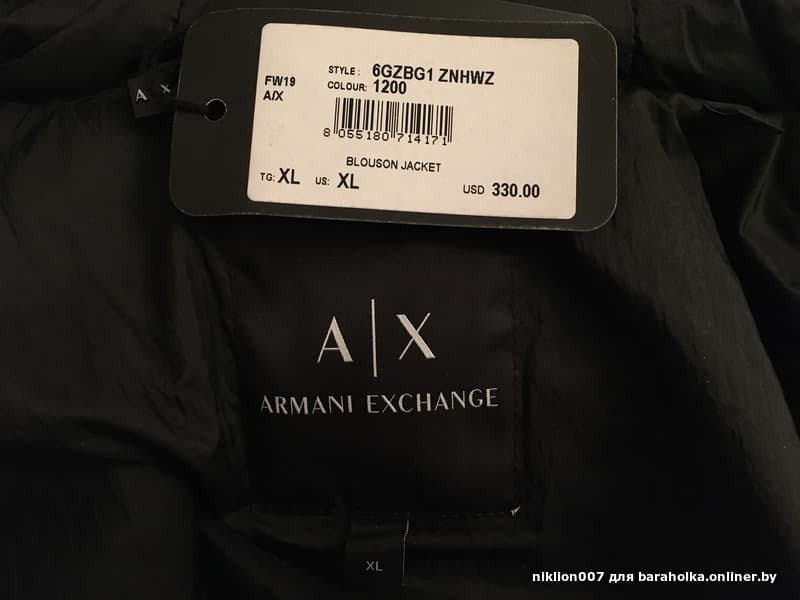 FW19
A/X
STYLE: 6GZBG1 ZNHWZ
COLOUR: 1200
8 055180 714171
BLOUSON JACKET
TG: XL US: XL
USD 330.00
A X
A|X
ARMANI EXCHANGE
XL
niklion007 для baraholka.onliner.by